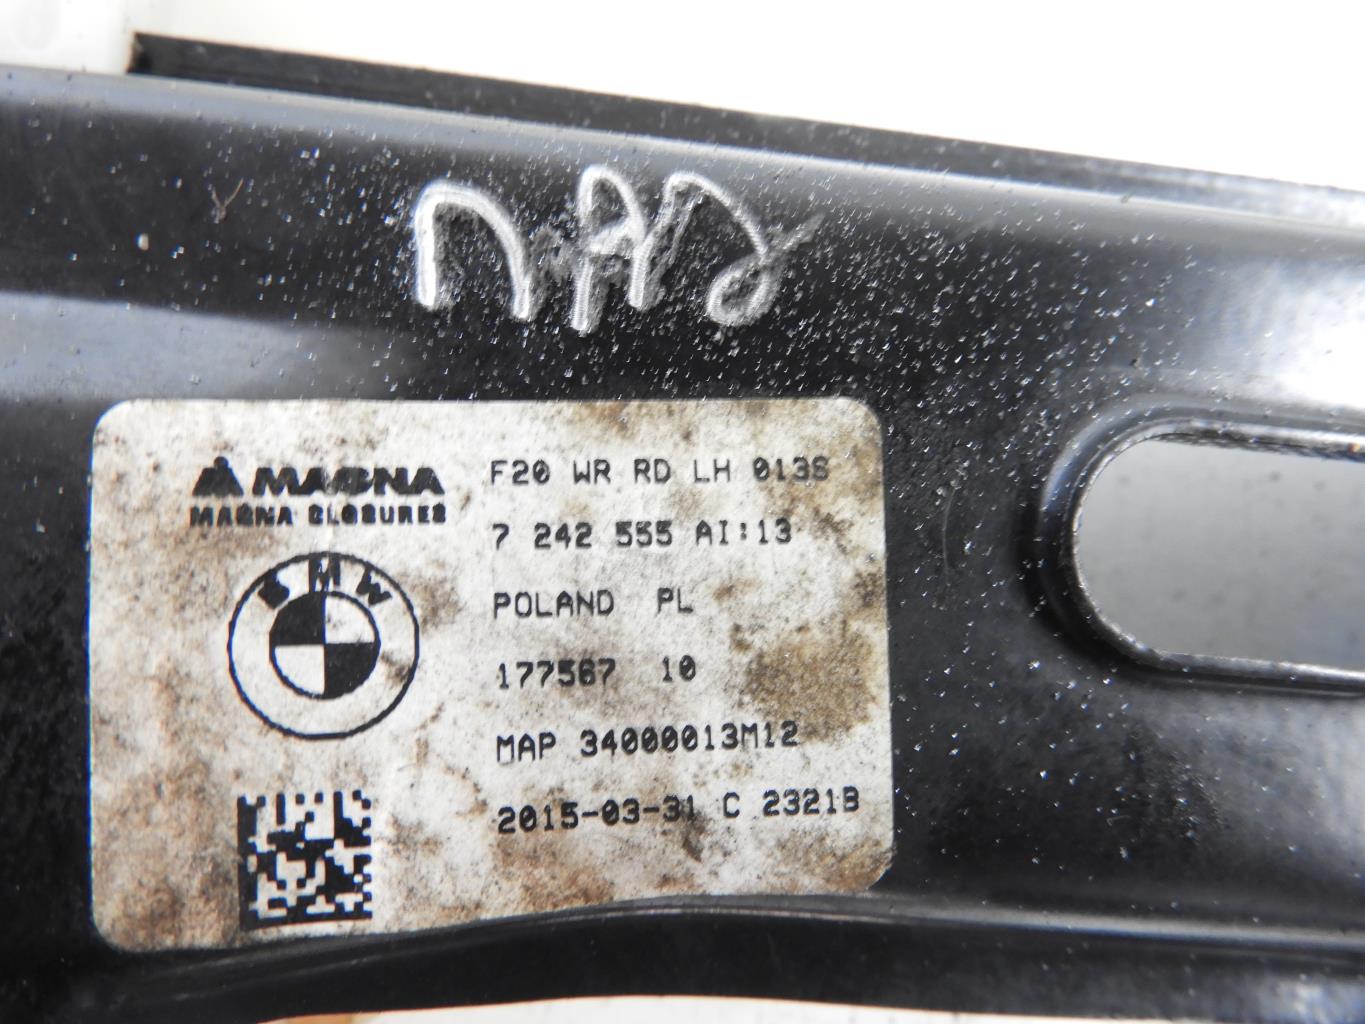 MAGNA
MAGNA CLOSURES
BMW
F20 WR RD LH 013S
7 242 555 AI:13
POLAND PL
177567 10
MAP 34000013M12
2015-03-31 C 2321B